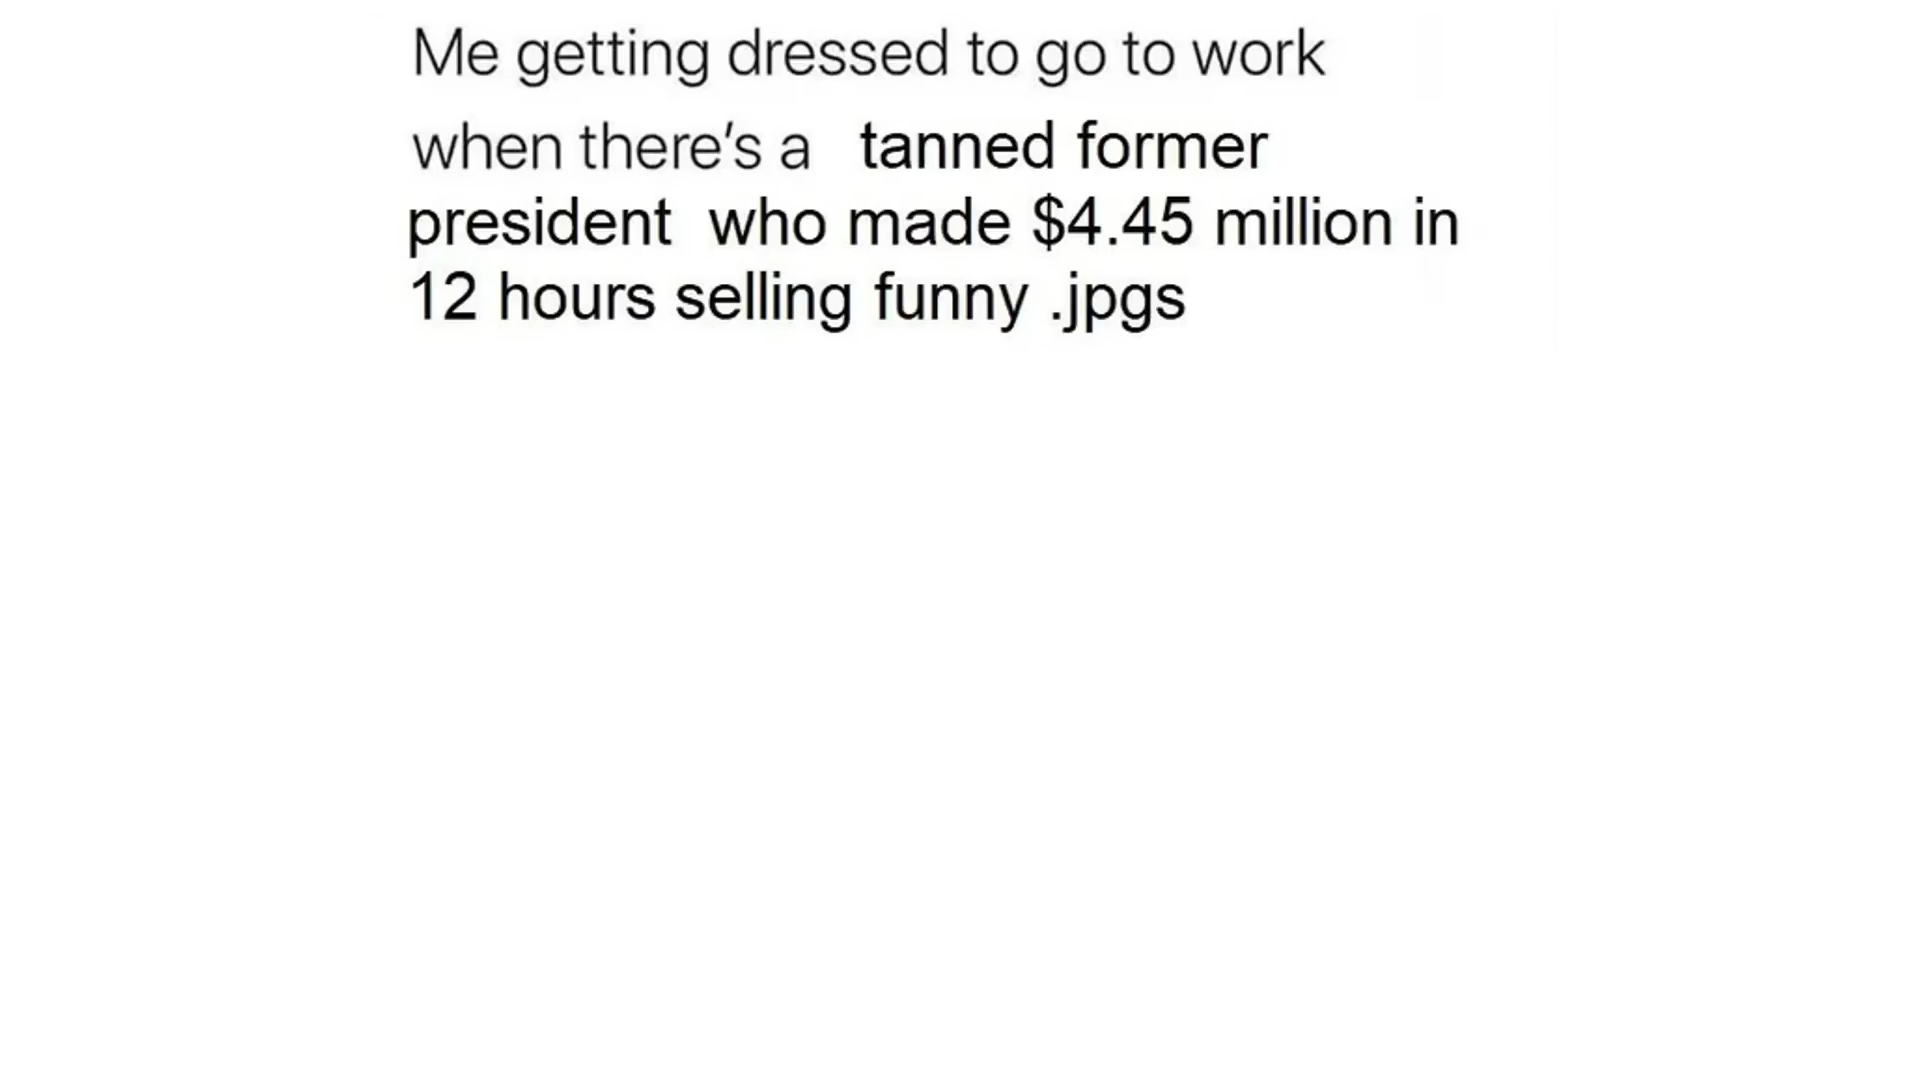 Me getting dressed to go to work
when there's a tanned former
president who made $4.45 million in
12 hours selling funny .jpgs